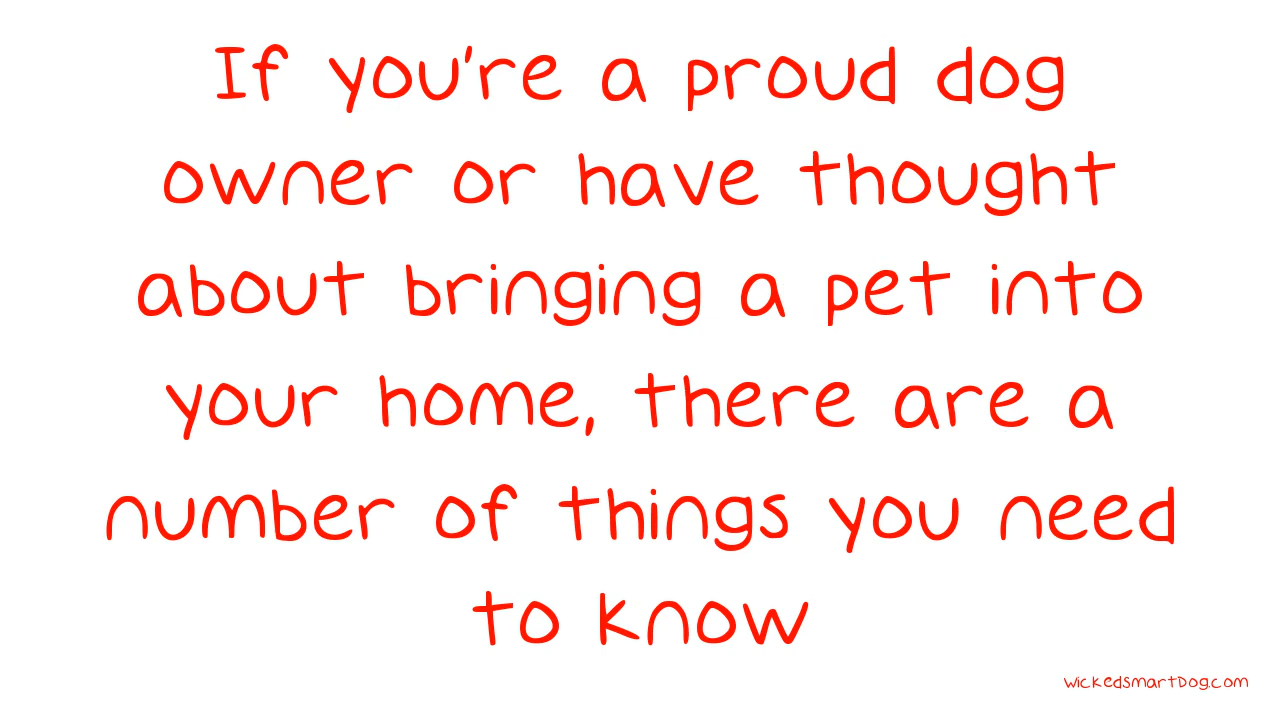 If you're a proud dog
owner or have thought
about bringing a pet into
your home, there are a
number of things you need
to know
wickedsmartDog.com